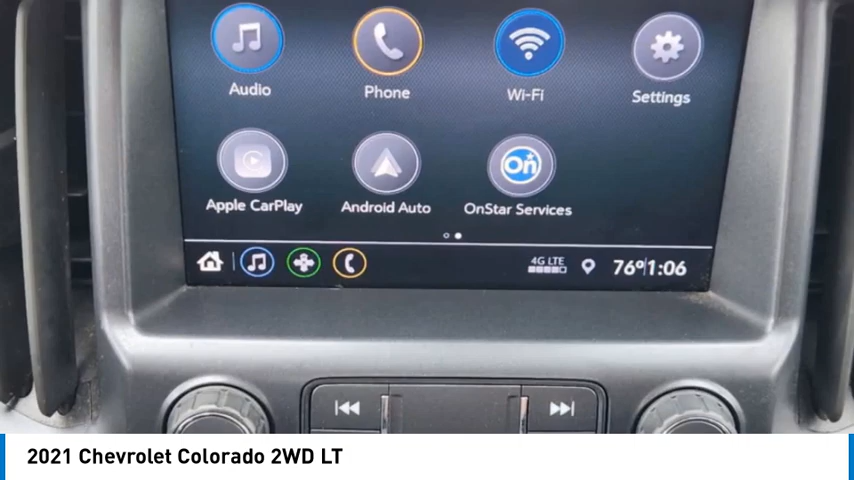 Audio Phone Wi-Fi Settings
Apple CarPlay Android Auto On OnStar Services
4G LTE 76° 1:06
2021 Chevrolet Colorado 2WD LT